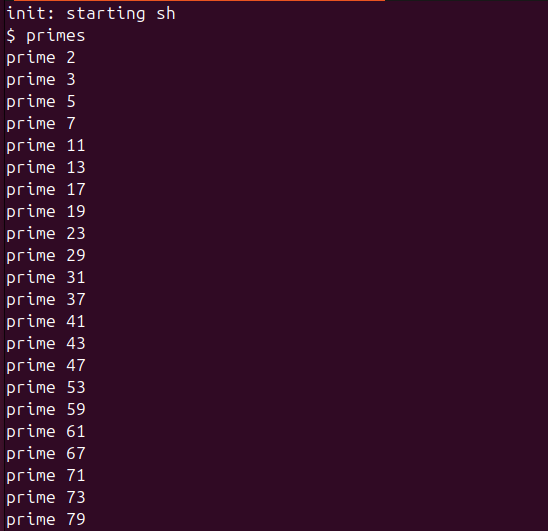 init: starting sh
$ primes
prime 2
prime 3
prime 5
prime 7
prime 11
prime 13
prime 17
prime 19
prime 23
prime 29
prime 31
prime 37
prime 41
prime 43
prime 47
prime 53
prime 59
prime 61
prime 67
prime 71
prime 73
prime 79